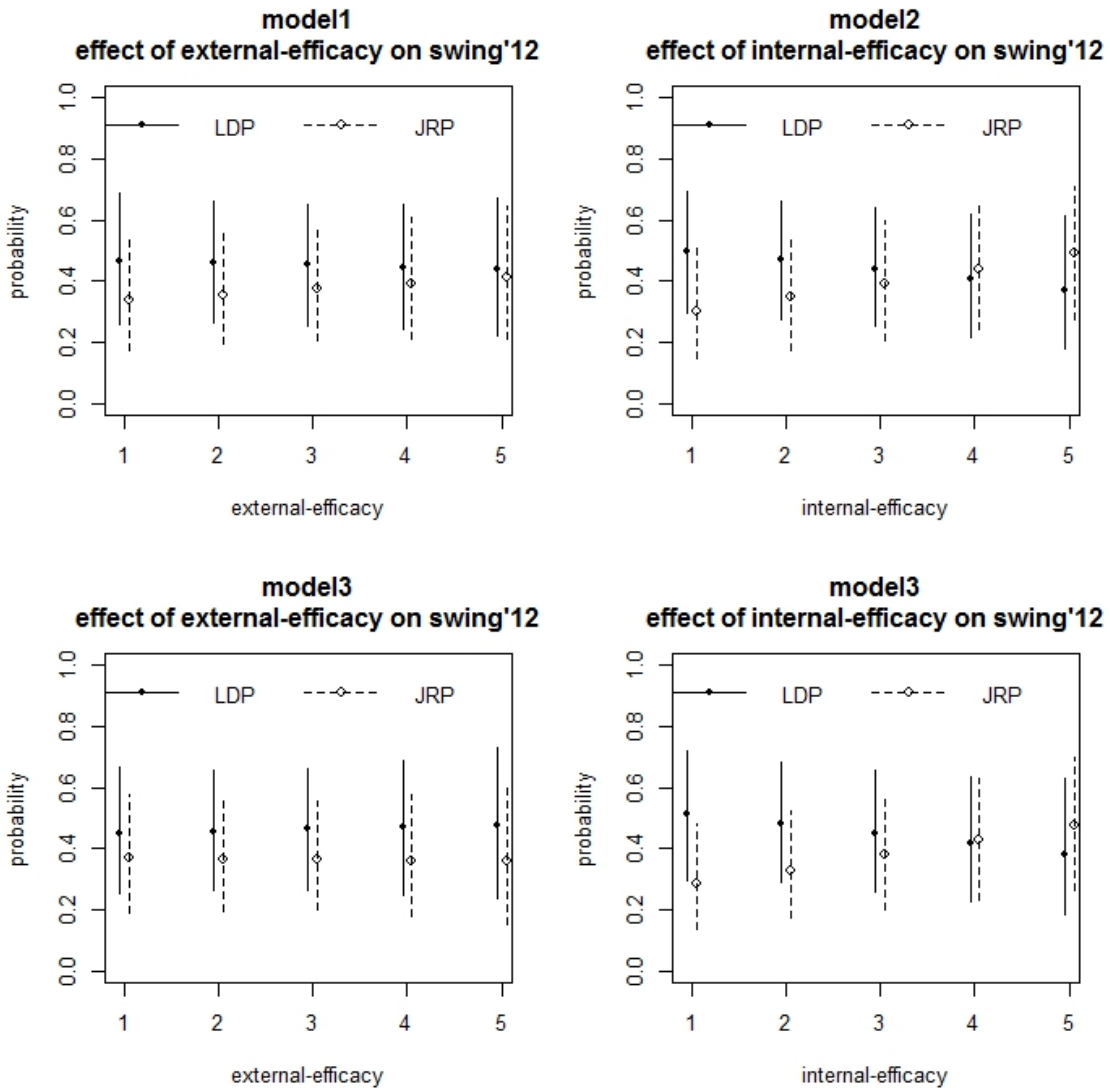 model1
effect of external-efficacy on swing'12
1.0
0.8
0.6
0.4
0.2
0.0
probability
LDP JRP
1 2 3 4 5
external-efficacy
model2
effect of internal-efficacy on swing'12
1.0
0.8
0.6
0.4
0.2
0.0
probability
LDP JRP
1 2 3 4 5
internal-efficacy
model3
effect of external-efficacy on swing'12
1.0
0.8
0.6
0.4
0.2
0.0
probability
LDP JRP
1 2 3 4 5
external-efficacy
model3
effect of internal-efficacy on swing'12
1.0
0.8
0.6
0.4
0.2
0.0
probability
LDP JRP
1 2 3 4 5
internal-efficacy